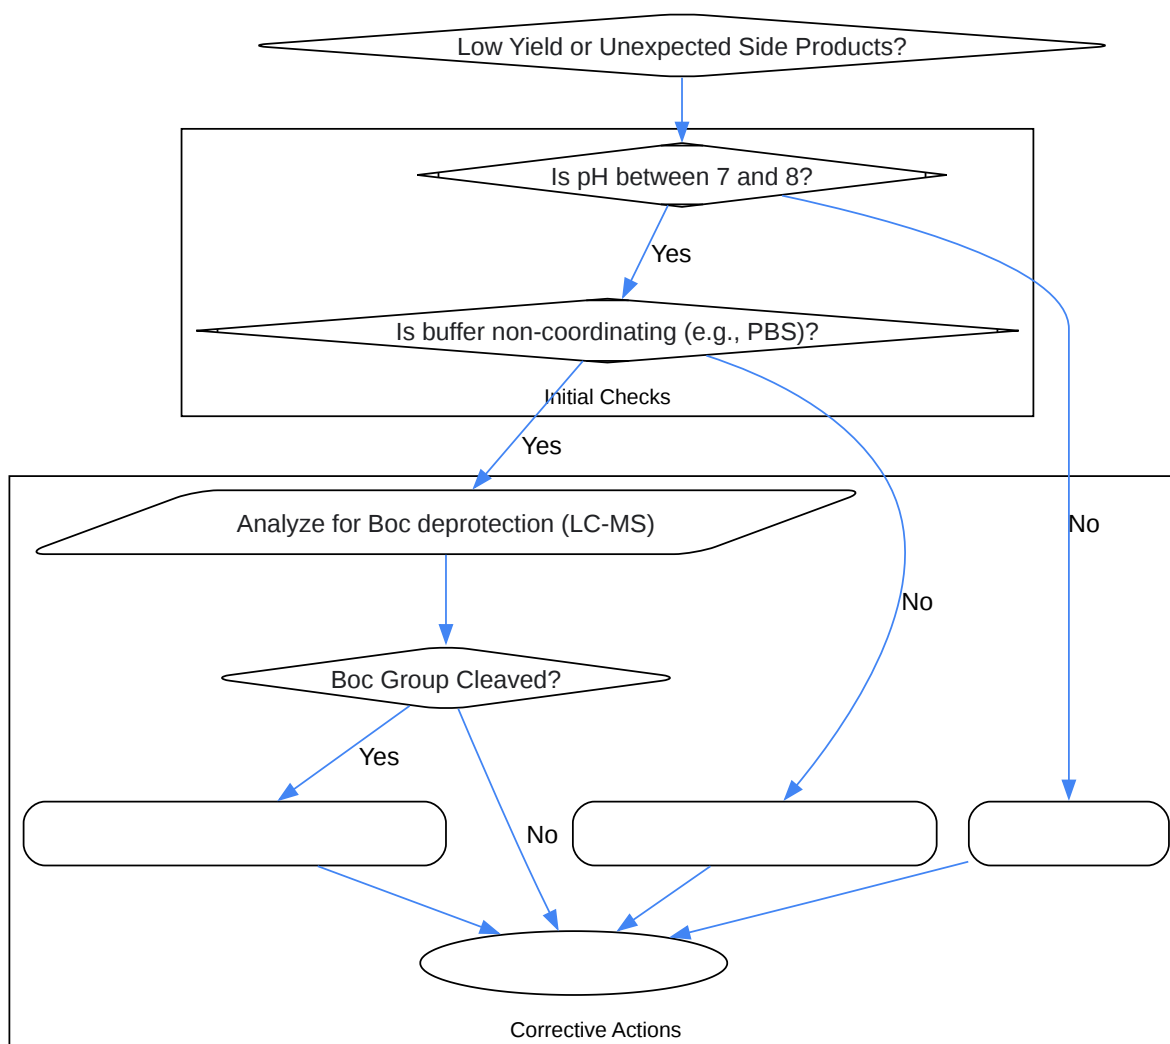 Low Yield or Unexpected Side Products?
Is pH between 7 and 8?
Yes
Is buffer non-coordinating (e.g., PBS)?
Initial Checks
Yes
Analyze for Boc deprotection (LC-MS)
No
No
Boc Group Cleaved?
Yes
No
Corrective Actions